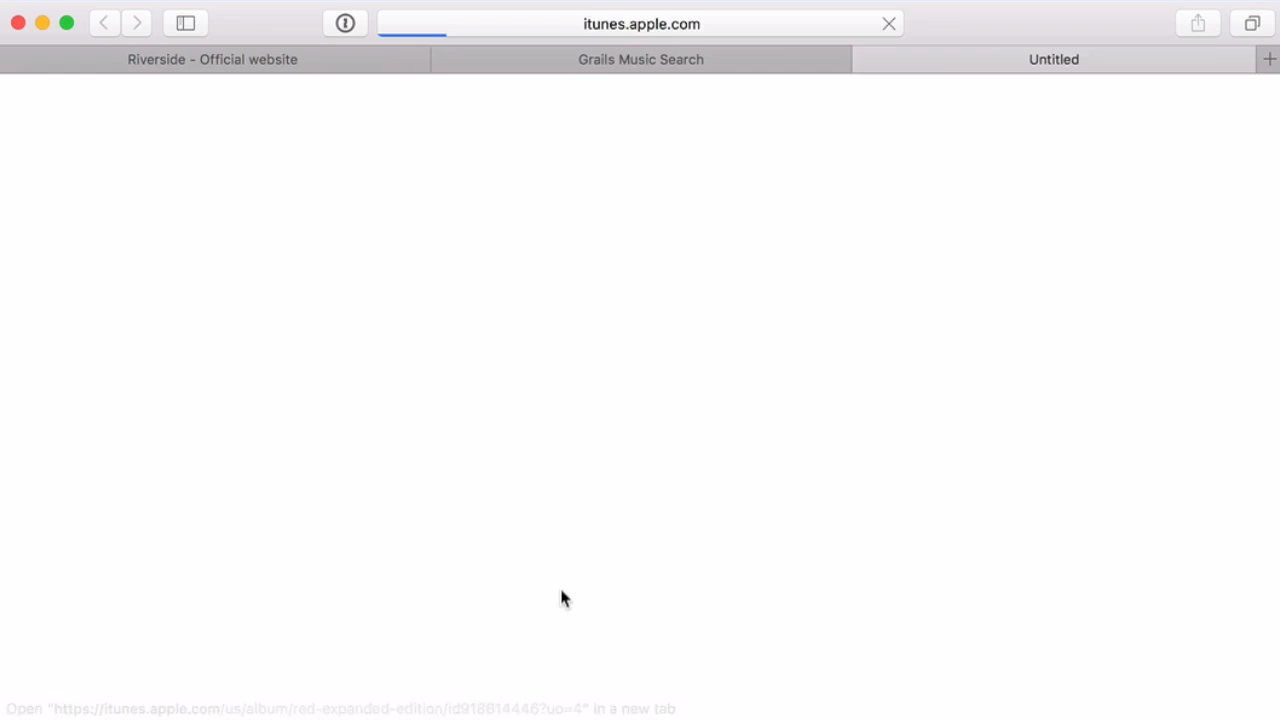 itunes.apple.com
Riverside - Official website
Grails Music Search
Untitled
Open "https://itunes.apple.com/us/album/red-expanded-edition/id918614446?uo=4" in a new tab